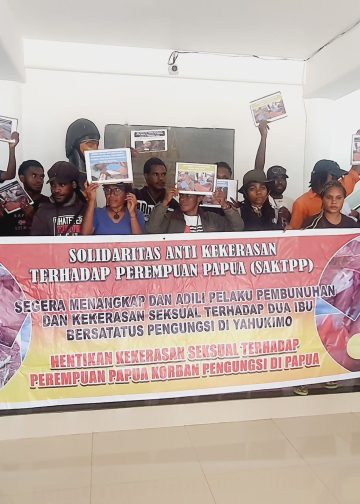 SOLIDARITAS ANTI KEKERASAN
TERHADAP PEREMPUAN PAPUA (SAKTPP)
SEGERA MENANGKAP DAN ADILI PELAKU PEMBUNUHAN
DAN KEKERASAN SEKSUAL TERHADAP DUA IBU
BERSATATUS PENGUNGSI DI YAHUKIMO
HENTIKAN KEKERASAN SEKSUAL TERHADAP
PEREMPUAN PAPUA KORBAN PENGUNGSI DI PAPUA